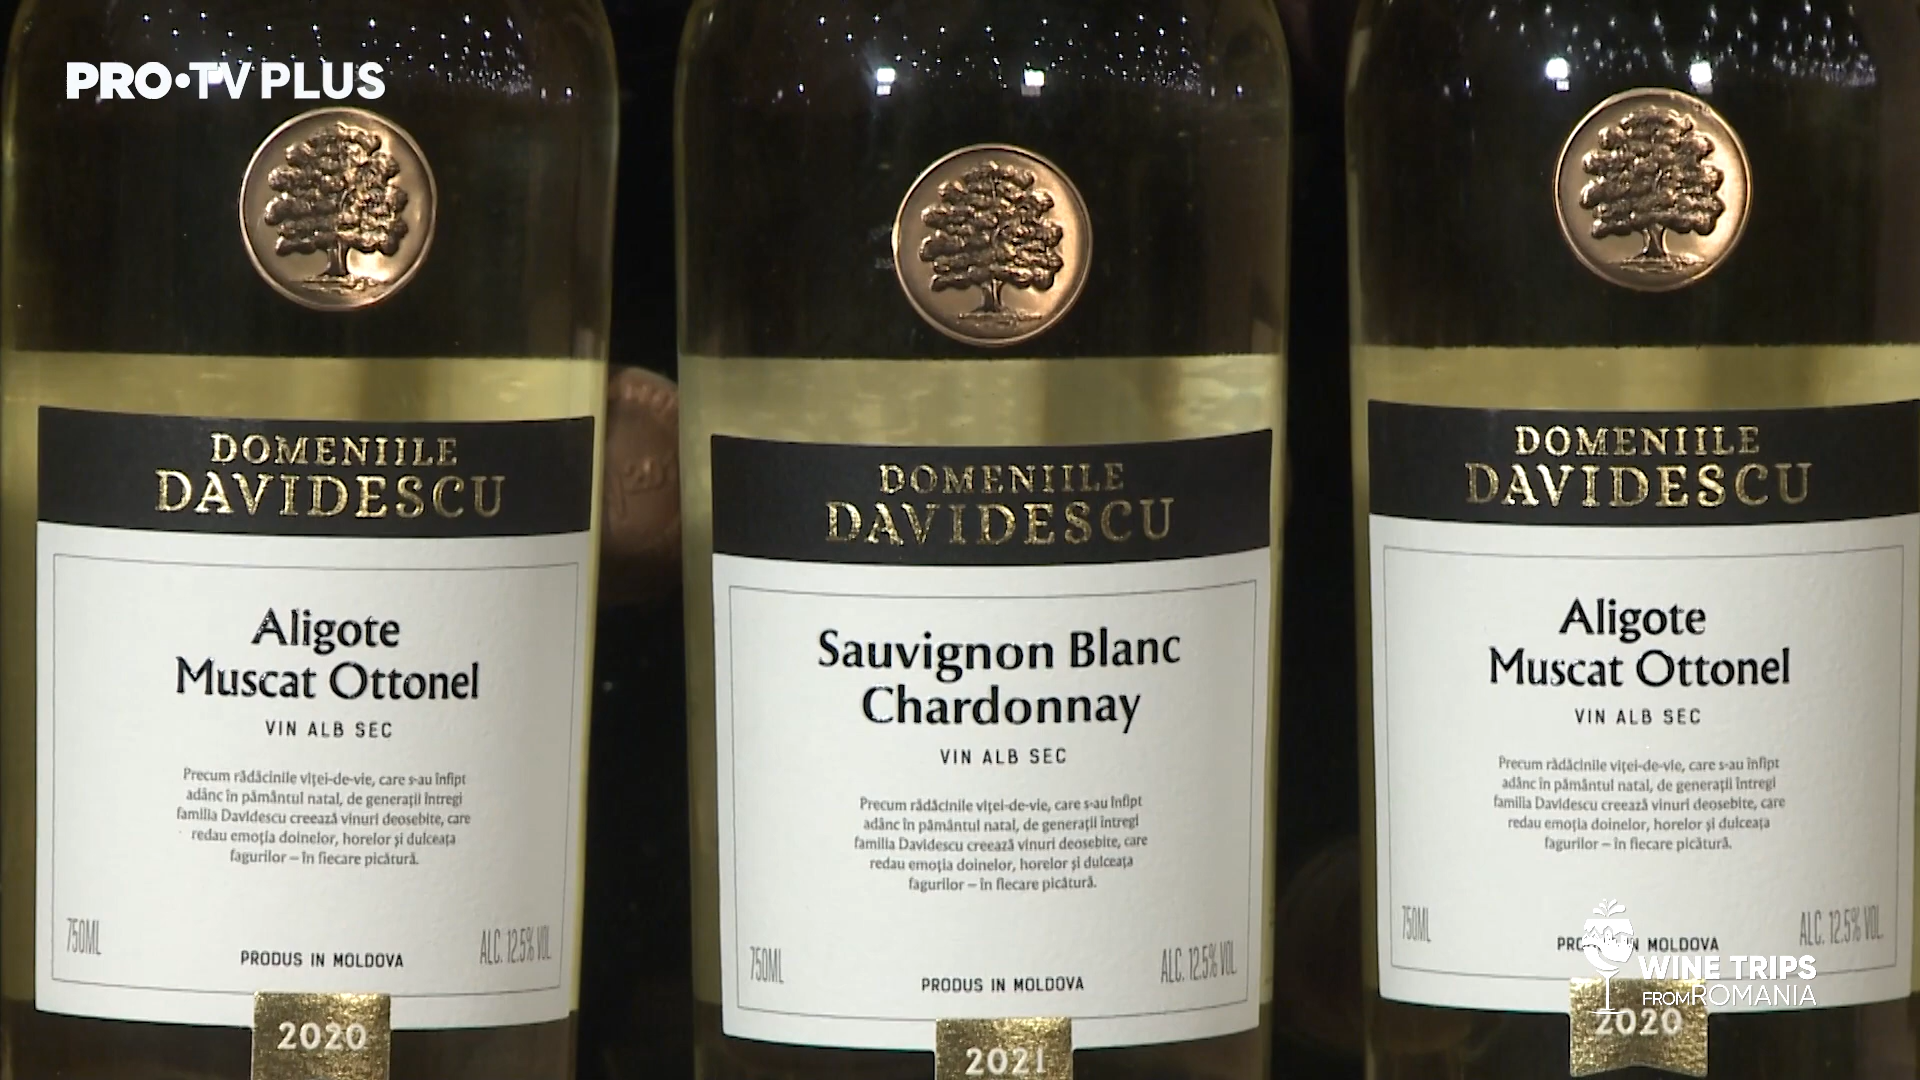 PRO•TV PLUS
DOMENIILE
DAVIDESCU
Aligote
Muscat Ottonel
VIN ALB SEC
Precum rădăcinile viței-de-vie, care s-au înfipt
adânc în pământul natal, de generații întregi
familia Davidescu creează vinuri deosebite, care
redau emoția doinelor, horelor și dulceața
fagurilor – în fiecare picătură.
750ML
PRODUS IN MOLDOVA
ALC. 12.5% VOL
2020
DOMENIILE
DAVIDESCU
Sauvignon Blanc
Chardonnay
VIN ALB SEC
Precum rădăcinile viței-de-vie, care s-au înfipt
adânc în pământul natal, de generații întregi
familia Davidescu creează vinuri deosebite, care
redau emoția doinelor, horelor și dulceața
fagurilor – în fiecare picătură.
750ML
PRODUS IN MOLDOVA
ALC. 12.5% VOL
2021
DOMENIILE
DAVIDESCU
Aligote
Muscat Ottonel
VIN ALB SEC
Precum rădăcinile viței-de-vie, care s-au înfipt
adânc în pământul natal, de generații întregi
familia Davidescu creează vinuri deosebite, care
redau emoția doinelor, horelor și dulceața
fagurilor – în fiecare picătură.
750ML
PRODUS IN MOLDOVA
ALC. 12.5% VOL
2020
WINE TRIPS
FROM ROMANIA